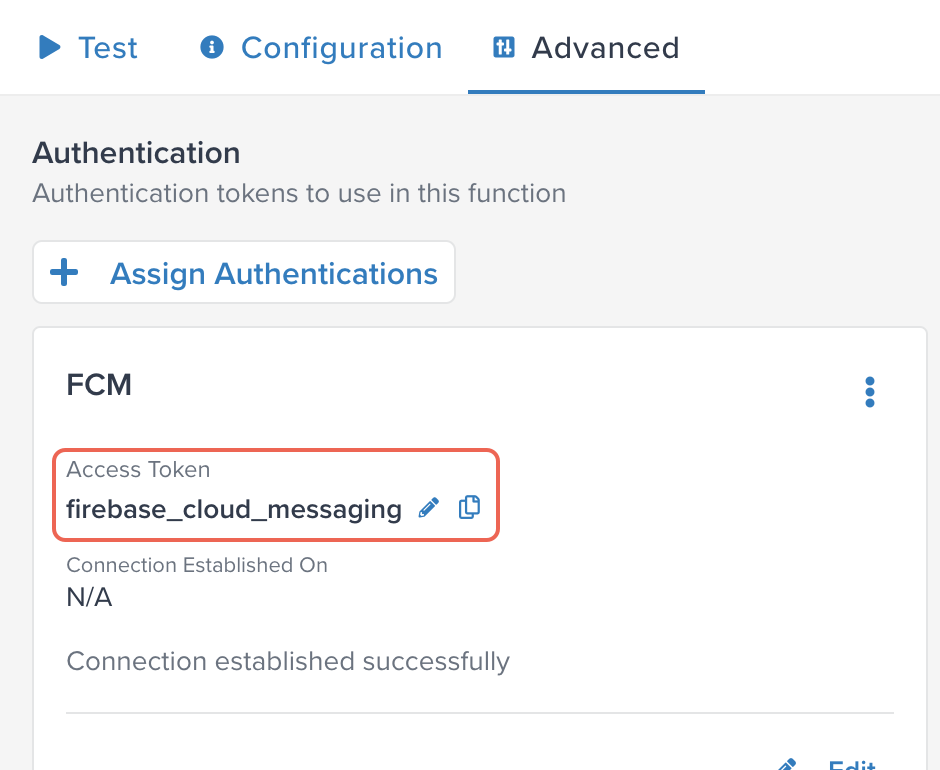 Test Configuration Advanced
Authentication
Authentication tokens to use in this function
Assign Authentications
FCM
Access Token
firebase_cloud_messaging
Connection Established On
N/A
Connection established successfully
Edit